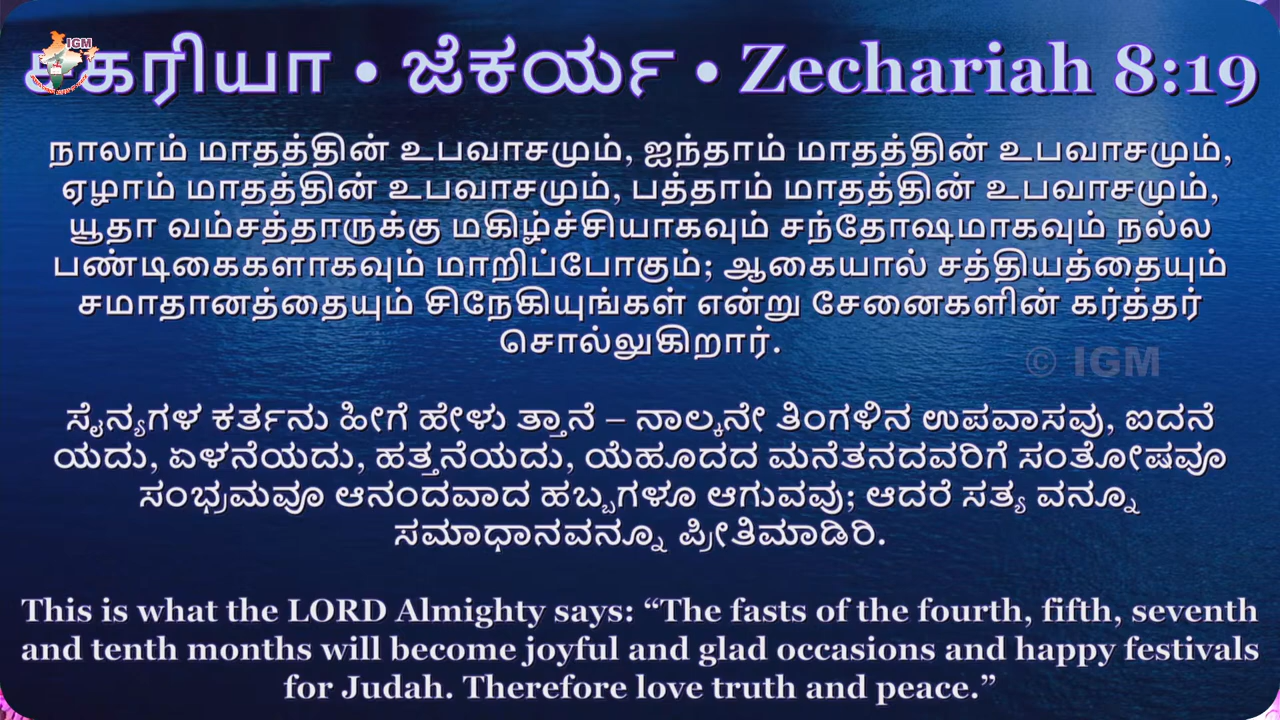 சகரியா • ಜೆಕರ್ಯ • Zechariah 8:19
IGM
நாலாம் மாதத்தின் உபவாசமும், ஐந்தாம் மாதத்தின் உபவாசமும்,
ஏழாம் மாதத்தின் உபவாசமும், பத்தாம் மாதத்தின் உபவாசமும்,
யூதா வம்சத்தாருக்கு மகிழ்ச்சியாகவும் சந்தோஷமாகவும் நல்ல
பண்டிகைகளாகவும் மாறிப்போகும்; ஆகையால் சத்தியத்தையும்
சமாதானத்தையும் சிநேகியுங்கள் என்று சேனைகளின் கர்த்தர்
சொல்லுகிறார்.
© IGM
ಸೈನ್ಯಗಳ ಕರ್ತನು ಹೀಗೆ ಹೇಳು ತ್ತಾನೆ – ನಾಲ್ಕನೇ ತಿಂಗಳಿನ ಉಪವಾಸವು, ಐದನೆ
ಯದು, ಏಳನೆಯದು, ಹತ್ತನೆಯದು, ಯೆಹೂದದ ಮನೆತನದವರಿಗೆ ಸಂತೋಷವೂ
ಸಂಭ್ರಮವೂ ಆನಂದವಾದ ಹಬ್ಬಗಳೂ ಆಗುವವು; ಆದರೆ ಸತ್ಯ ವನ್ನೂ
ಸಮಾಧಾನವನ್ನೂ ಪ್ರೀತಿಮಾಡಿರಿ.
This is what the LORD Almighty says: “The fasts of the fourth, fifth, seventh
and tenth months will become joyful and glad occasions and happy festivals
for Judah. Therefore love truth and peace.”